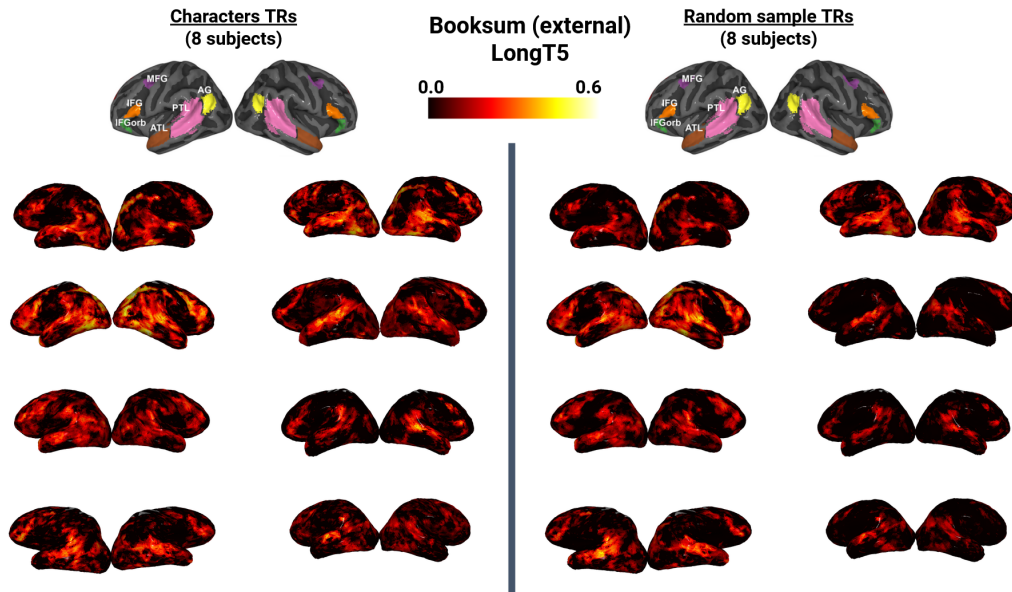 Characters TRs
(8 subjects)
Booksum (external)
LongT5
Random sample TRs
(8 subjects)
0.0
0.6
MFG
AG
IFG
PTL
IFGorb
ATL
MFG
AG
IFG
PTL
IFGorb
ATL